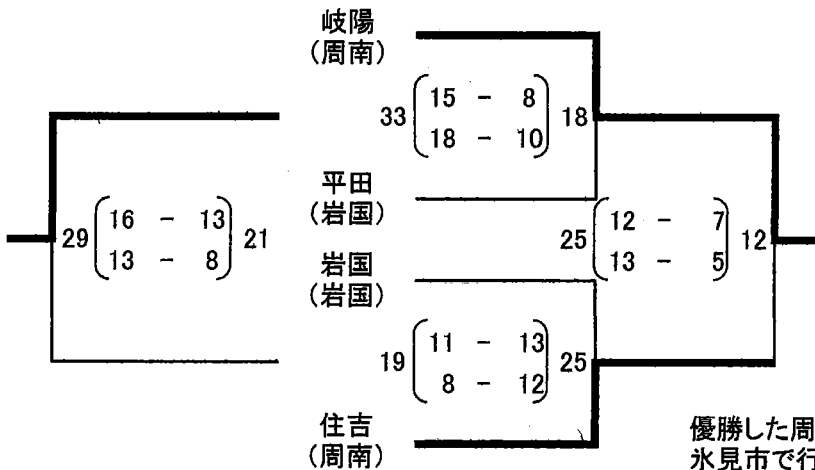 岐陽
(周南)
33 15 - 8 18
18 - 10
平田
(岩国)
29 16 - 13 21
13 - 8
25 12 - 7 12
13 - 5
岩国
(岩国)
19 11 - 13 25
8 - 12
住吉
(周南)
優勝した周
氷見市で行